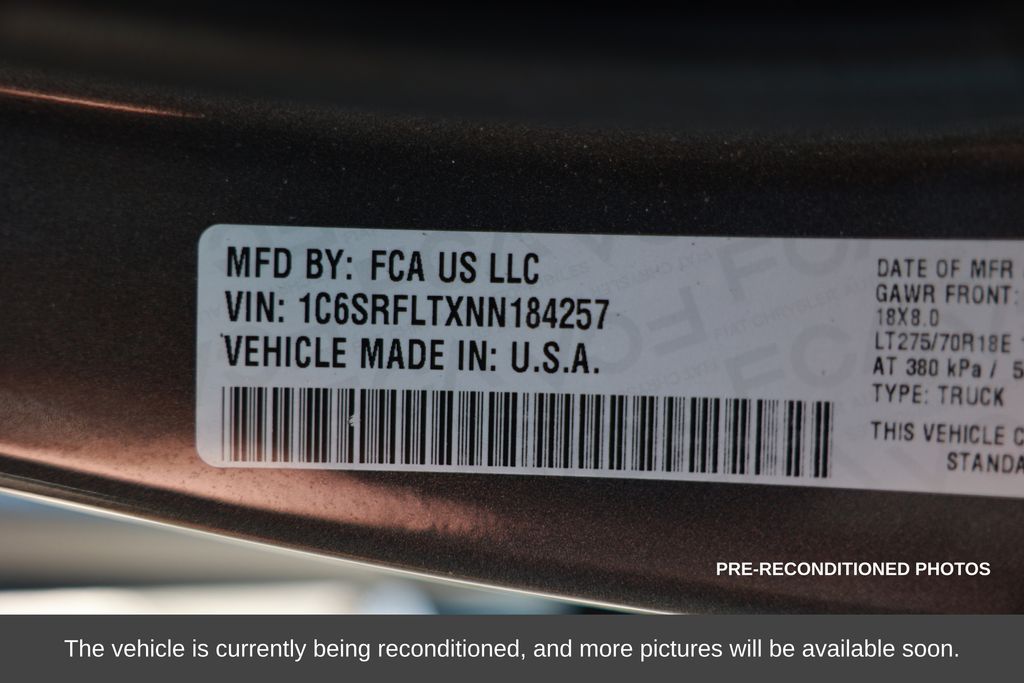 MFD BY: FCA US LLC
VIN: 1C6SRFLTXNN184257
VEHICLE MADE IN: U.S.A.
DATE OF MFR
GAWR FRONT:
18X8.0
LT275/70R18E
AT 380 kPa /
TYPE: TRUCK
THIS VEHICLE
PRE-RECONDITIONED PHOTOS
The vehicle is currently being reconditioned, and more pictures will be available soon.